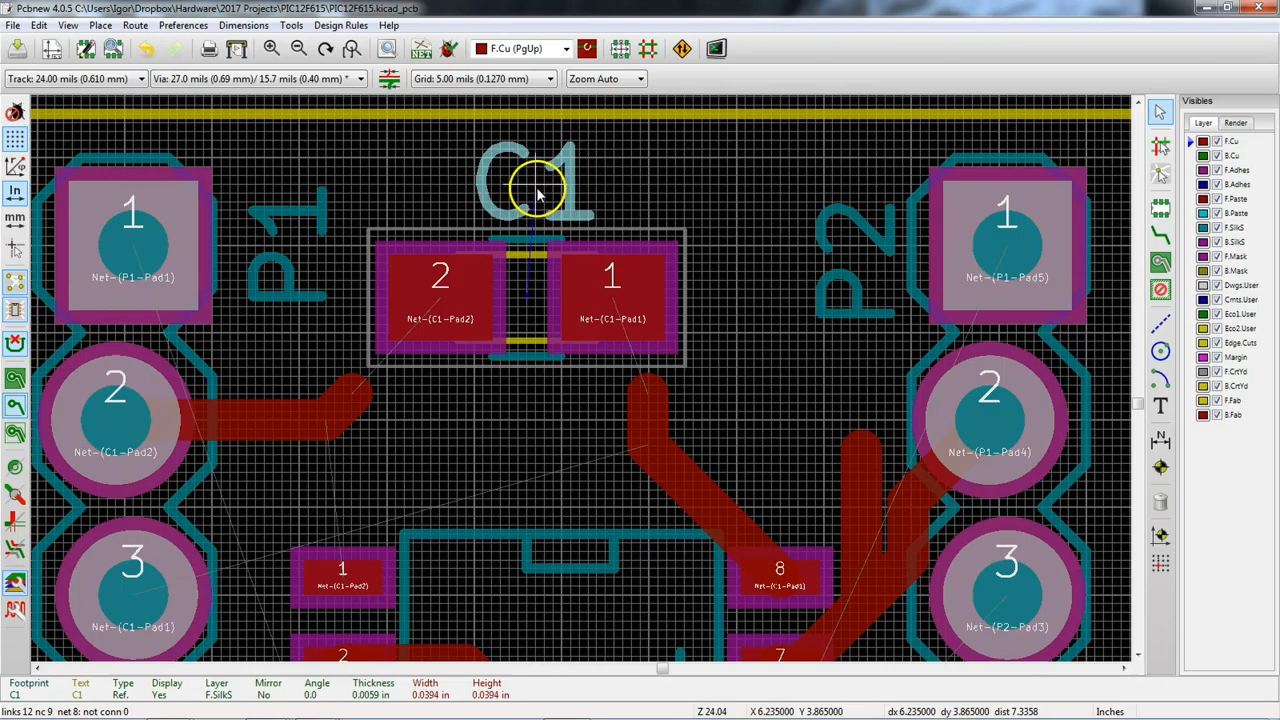 Pcbnew 4.0.5 C:\Users\Igor\Dropbox\Hardware\2017 Projects\PIC12F615\PIC12F615.kicad_pcb
File Edit View Place Route Preferences Dimensions Tools Design Rules Help
NET F.Cu (PgUp)
Track: 24.00 mils (0.610 mm) Via: 27.0 mils (0.69 mm)/ 15.7 mils (0.40 mm) * Grid: 5.00 mils (0.1270 mm) Zoom Auto
Visibles
Layer Render
F.Cu
B.Cu
F.Adhes
B.Adhes
F.Paste
B.Paste
F.SilkS
B.SilkS
F.Mask
B.Mask
Dwgs.User
Cmts.User
Eco1.User
Eco2.User
Edge.Cuts
Margin
F.CrtYd
B.CrtYd
F.Fab
B.Fab
In
mm
C1
P1
P2
1
Net-(P1-Pad1)
2
Net-(C1-Pad2)
1
Net-(C1-Pad1)
1
Net-(P1-Pad5)
2
Net-(C1-Pad2)
2
Net-(P1-Pad4)
3
Net-(C1-Pad1)
1
Net-(C1-Pad2)
8
Net-(C1-Pad1)
3
Net-(P2-Pad3)
2
7
T
N
Footprint Text Type Display Layer Mirror Angle Thickness Width Height
C1 C1 Ref. Yes F.SilkS No 0.0 0.0059 in 0.0394 in 0.0394 in
links 12 nc 9 net 8: not conn 0 Z 24.04 X 6.235000 Y 3.865000 dx 6.235000 dy 3.865000 dist 7.3358 Inches